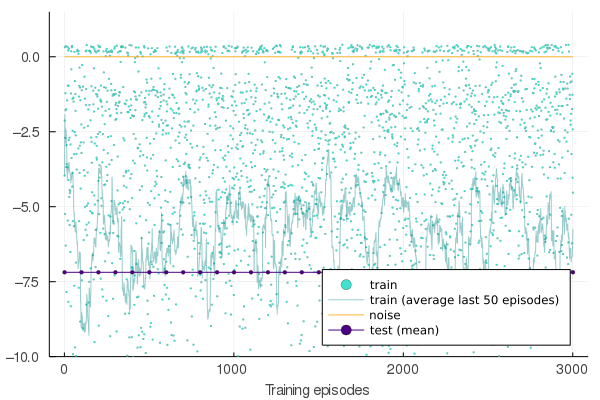 0.0
−2.5
−5.0
−7.5
−10.0
train
train (average last 50 episodes)
noise
test (mean)
0 1000 2000 3000
Training episodes